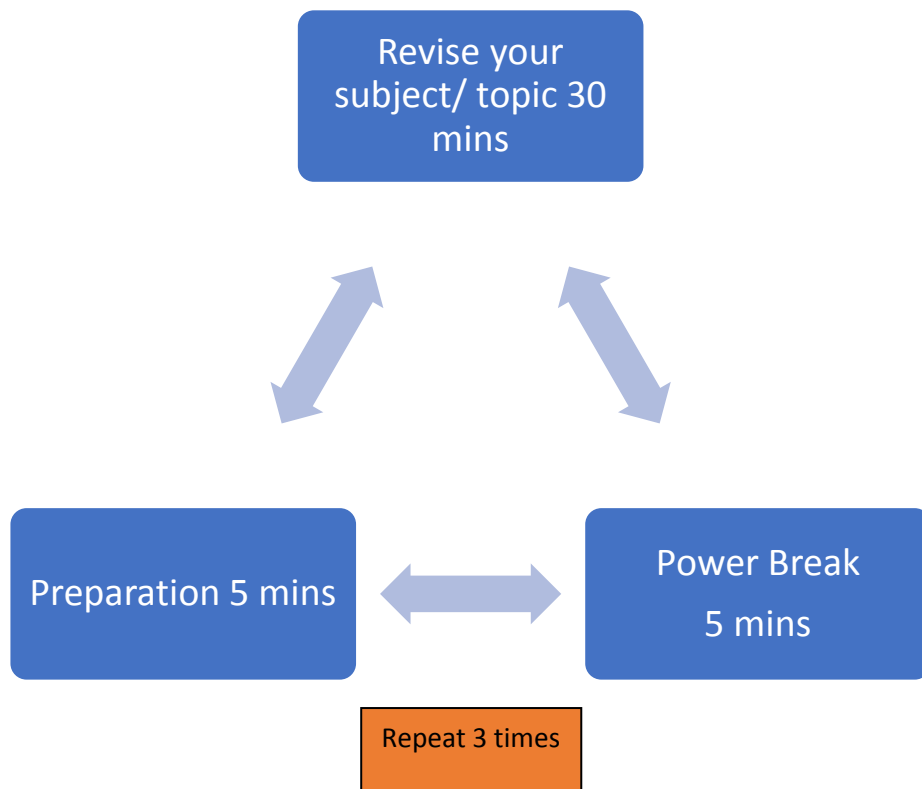 Revise your
subject/ topic 30
mins
Preparation 5 mins
Power Break
5 mins
Repeat 3 times